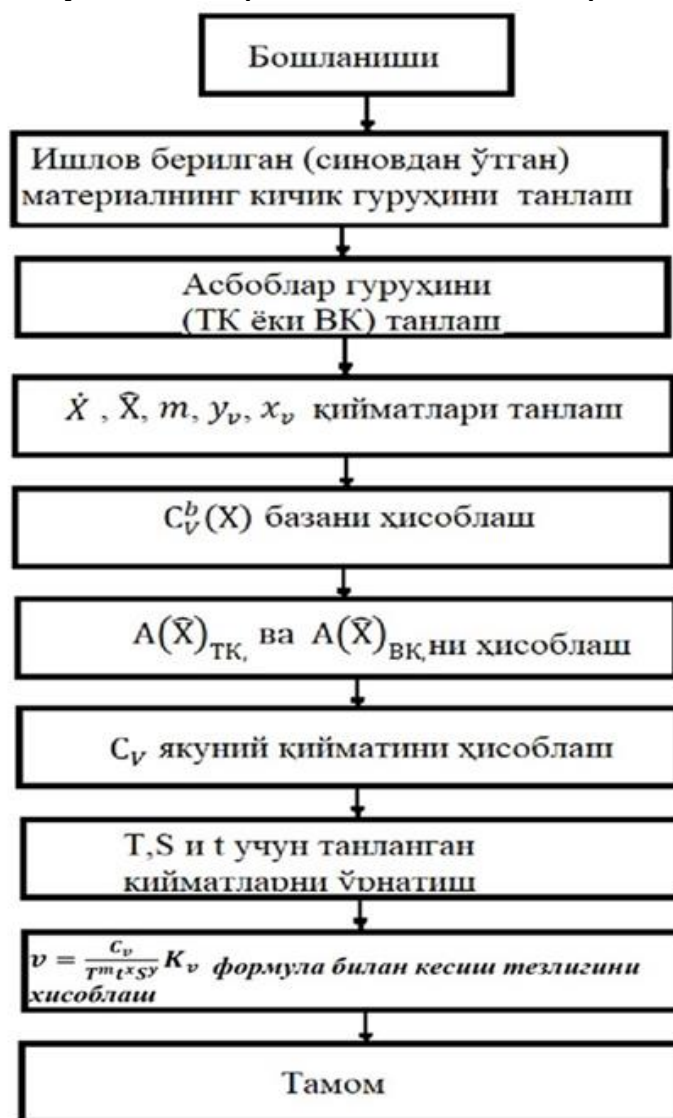 Бошланиши
Ишлов берилган (синовдан ўтган)
материалнинг кичик гуруҳини танлаш
Асбоблар гуруҳини
(ТК ёки ВК) танлаш
Ẋ , X̂, m, yᵥ, xᵥ қийматлари танлаш
C_V^b(X) базани ҳисоблаш
A(X̂)_ТК, ва A(X̂)_ВК,ни ҳисоблаш
C_V якуний қийматини ҳисоблаш
T,S и t учун танланган
қийматларни ўрнатиш
v = C_v / (T^m t^x S^y) K_v формула билан кесиш тезлигини
ҳисоблаш
Тамом